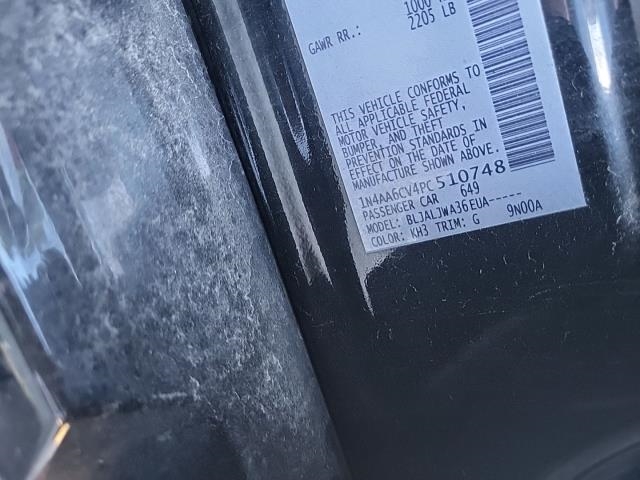 1000
GAWR RR.: 2205 LB
THIS VEHICLE CONFORMS TO
ALL APPLICABLE FEDERAL
MOTOR VEHICLE SAFETY,
BUMPER, AND THEFT
PREVENTION STANDARDS IN
EFFECT ON THE DATE OF
MANUFACTURE SHOWN ABOVE.
1N4AA6CV4PC510748
PASSENGER CAR 649
MODEL: BLJALJWA36EUA-----
COLOR: KH3 TRIM: G 9N00A